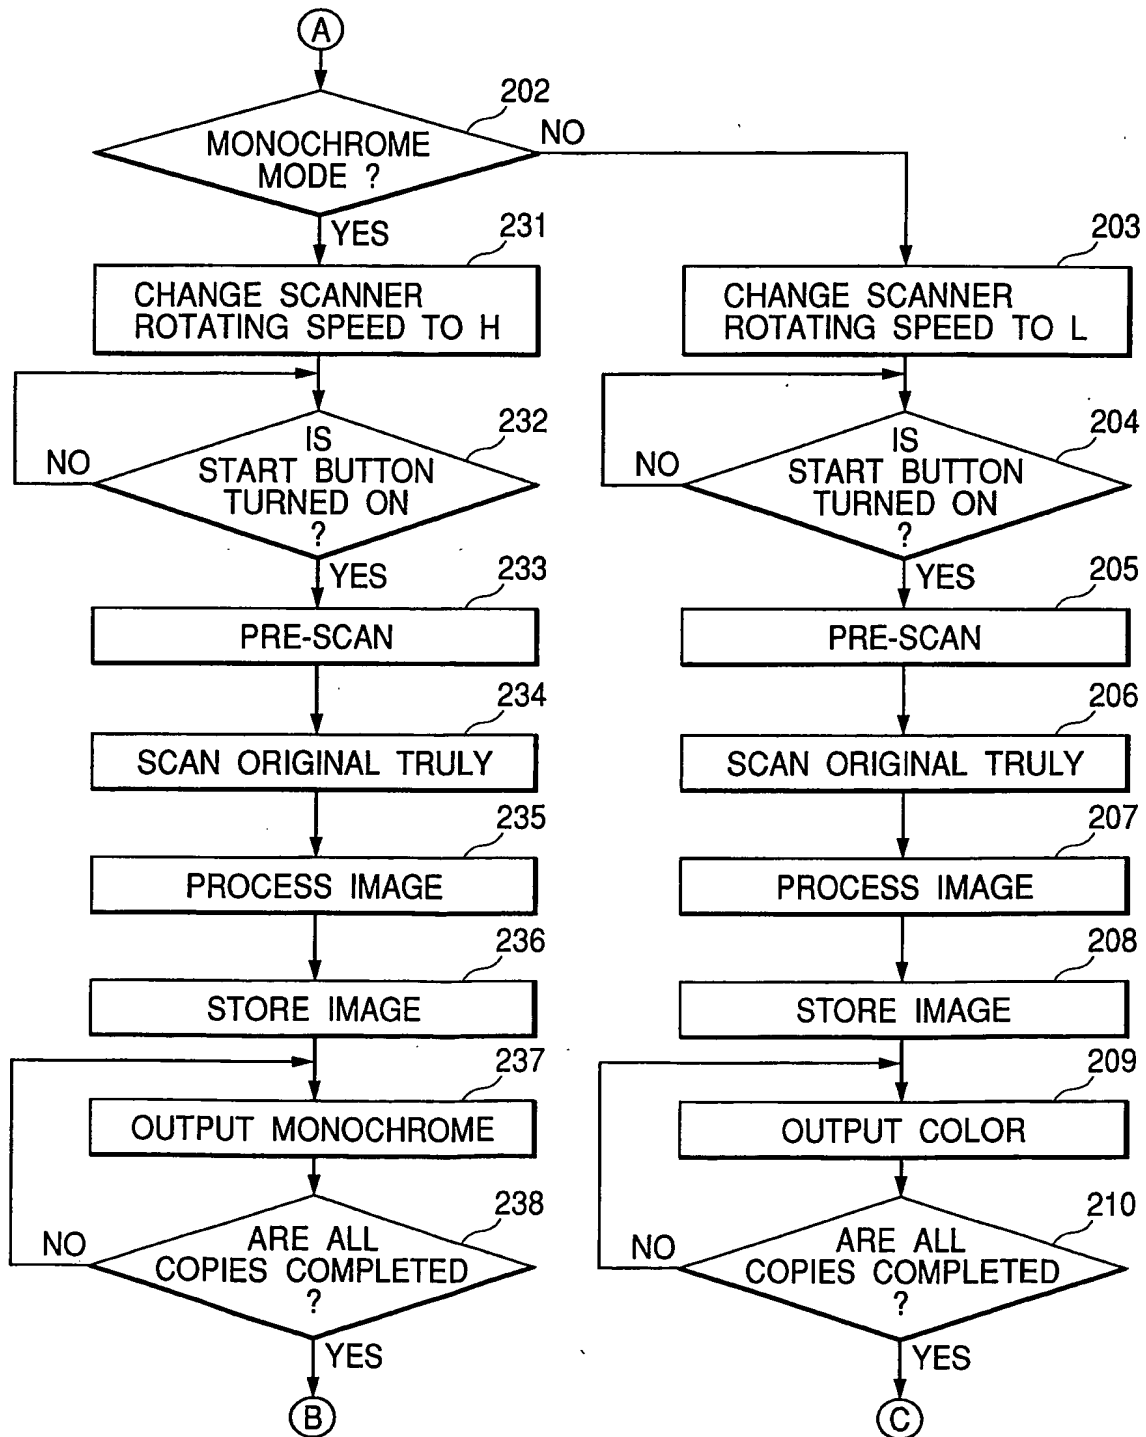 A
202
MONOCHROME
MODE ?
NO
YES
231
CHANGE SCANNER
ROTATING SPEED TO H
203
CHANGE SCANNER
ROTATING SPEED TO L
232
IS
START BUTTON
TURNED ON
?
NO
YES
204
IS
START BUTTON
TURNED ON
?
NO
YES
233
PRE-SCAN
205
PRE-SCAN
234
SCAN ORIGINAL TRULY
206
SCAN ORIGINAL TRULY
235
PROCESS IMAGE
207
PROCESS IMAGE
236
STORE IMAGE
208
STORE IMAGE
237
OUTPUT MONOCHROME
209
OUTPUT COLOR
238
ARE ALL
COPIES COMPLETED
?
NO
YES
210
ARE ALL
COPIES COMPLETED
?
NO
YES
B
C